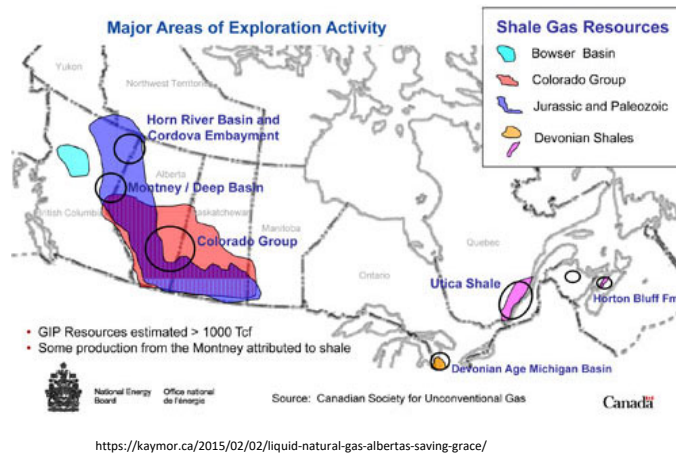 Major Areas of Exploration Activity
Shale Gas Resources
Bowser Basin
Colorado Group
Jurassic and Paleozoic
Devonian Shales
Yukon
Northwest Territories
Horn River Basin and
Cordova Embayment
Alberta
Montney / Deep Basin
British Columbia
Saskatchewan
Manitoba
Colorado Group
Ontario
Quebec
Utica Shale
Horton Bluff Fm
Devonian Age Michigan Basin
• GIP Resources estimated > 1000 Tcf
• Some production from the Montney attributed to shale
National Energy Office national
Board de l'énergie
Source: Canadian Society for Unconventional Gas
Canada
https://kaymor.ca/2015/02/02/liquid-natural-gas-albertas-saving-grace/